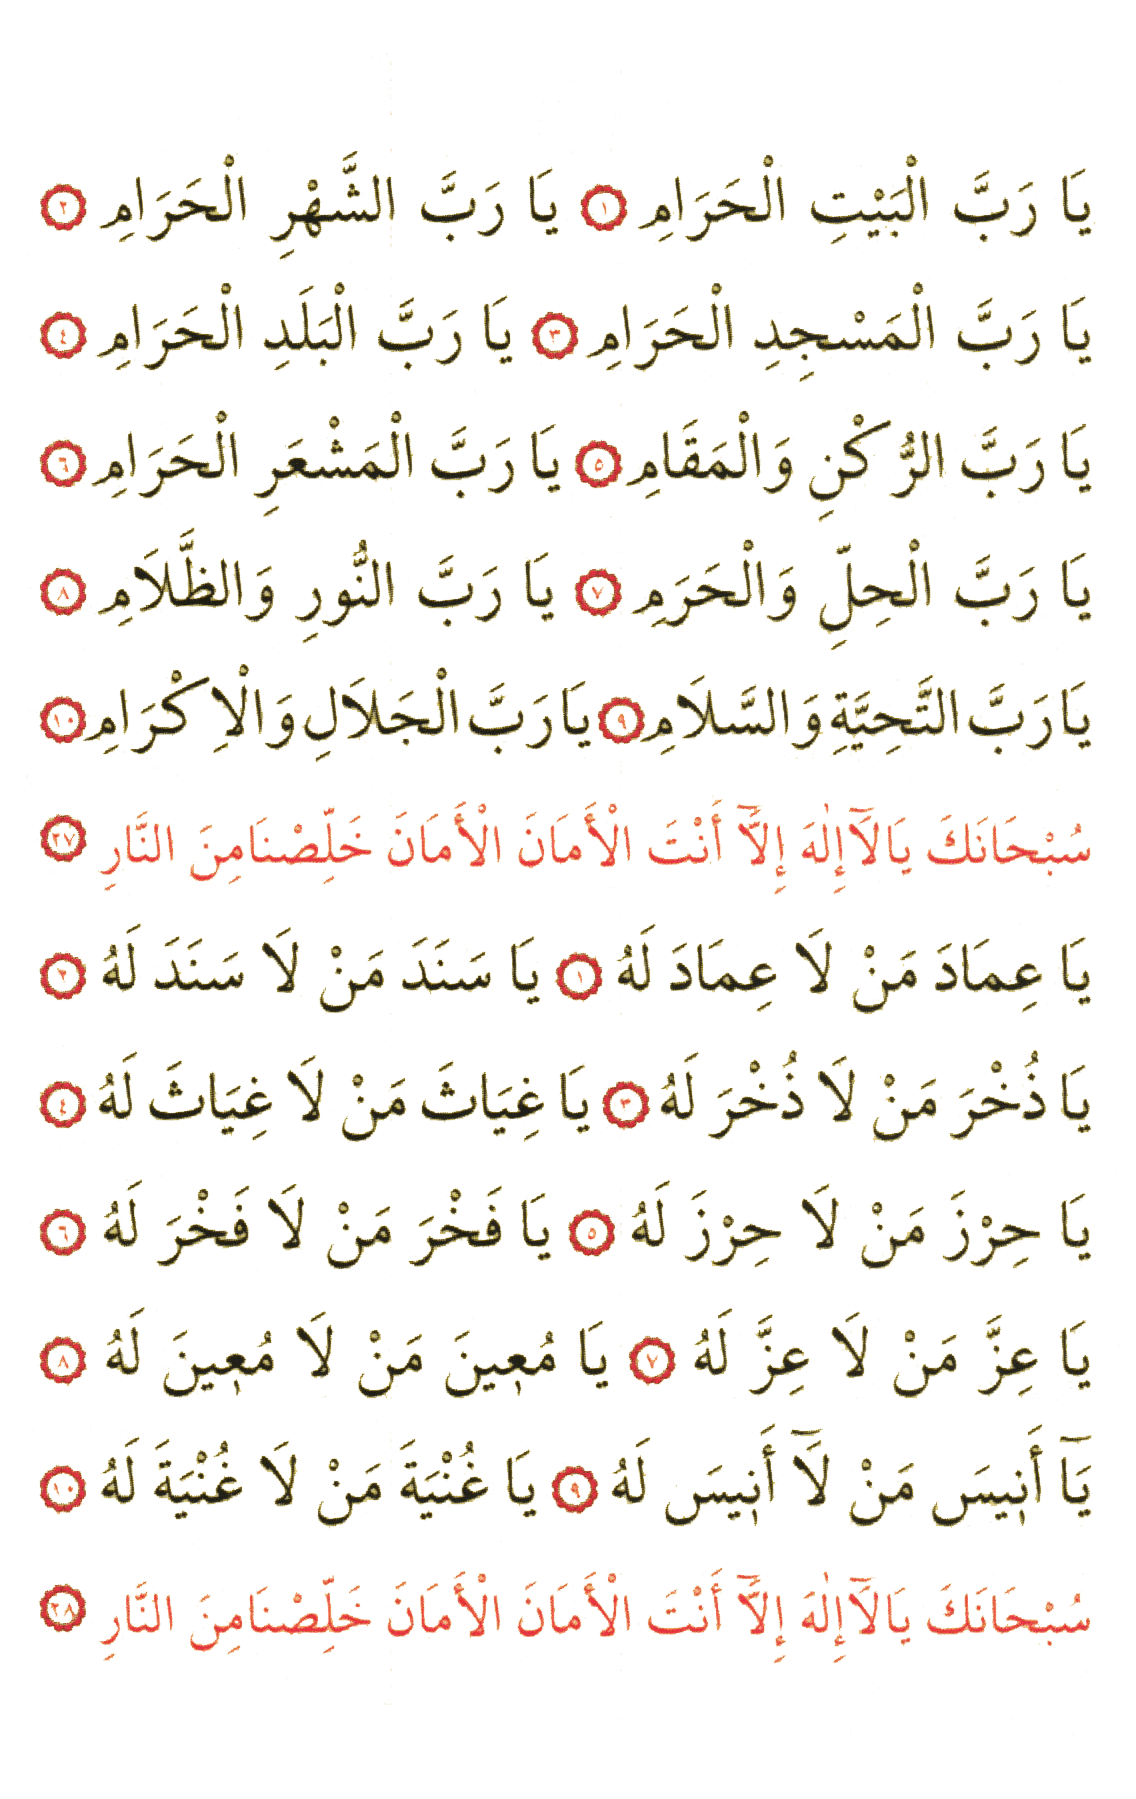 يَا رَبَّ الْبَيْتِ الْحَرَامِ ١ يَا رَبَّ الشَّهْرِ الْحَرَامِ ٢
يَا رَبَّ الْمَسْجِدِ الْحَرَامِ ٣ يَا رَبَّ الْبَلَدِ الْحَرَامِ ٤
يَا رَبَّ الرُّكْنِ وَالْمَقَامِ ٥ يَا رَبَّ الْمَشْعَرِ الْحَرَامِ ٦
يَا رَبَّ الْحِلِّ وَالْحَرَمِ ٧ يَا رَبَّ النُّورِ وَالظَّلَامِ ٨
يَا رَبَّ التَّحِيَّةِ وَالسَّلَامِ ٩ يَا رَبَّ الْجَلَالِ وَالْاِكْرَامِ ١٠
سُبْحَانَكَ يَالَآ إِلٰهَ إِلَّآ أَنْتَ الْأَمَانَ الْأَمَانَ خَلِّصْنَا مِنَ النَّارِ ٢٧
يَا عِمَادَ مَنْ لَا عِمَادَ لَهُ ١ يَا سَنَدَ مَنْ لَا سَنَدَ لَهُ ٢
يَا ذُخْرَ مَنْ لَا ذُخْرَ لَهُ ٣ يَا غِيَاثَ مَنْ لَا غِيَاثَ لَهُ ٤
يَا حِرْزَ مَنْ لَا حِرْزَ لَهُ ٥ يَا فَخْرَ مَنْ لَا فَخْرَ لَهُ ٦
يَا عِزَّ مَنْ لَا عِزَّ لَهُ ٧ يَا مُعٖينَ مَنْ لَا مُعٖينَ لَهُ ٨
يَآ أَنٖيسَ مَنْ لَآ أَنٖيسَ لَهُ ٩ يَا غُنْيَةَ مَنْ لَا غُنْيَةَ لَهُ ١٠
سُبْحَانَكَ يَالَآ إِلٰهَ إِلَّآ أَنْتَ الْأَمَانَ الْأَمَانَ خَلِّصْنَا مِنَ النَّارِ ٢٨